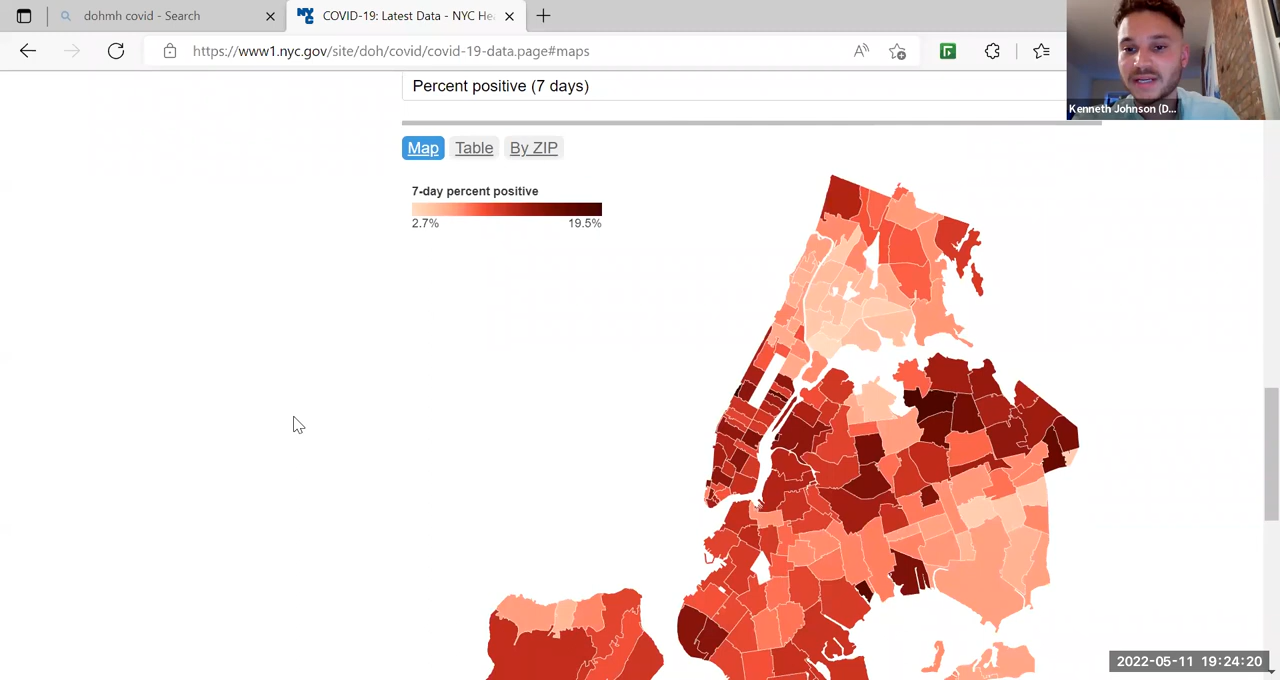 dohmh covid - Search
COVID-19: Latest Data - NYC He
https://www1.nyc.gov/site/doh/covid/covid-19-data.page#maps
Kenneth Johnson (D...
Percent positive (7 days)
Map Table By ZIP
7-day percent positive
2.7% 19.5%
2022-05-11 19:24:20